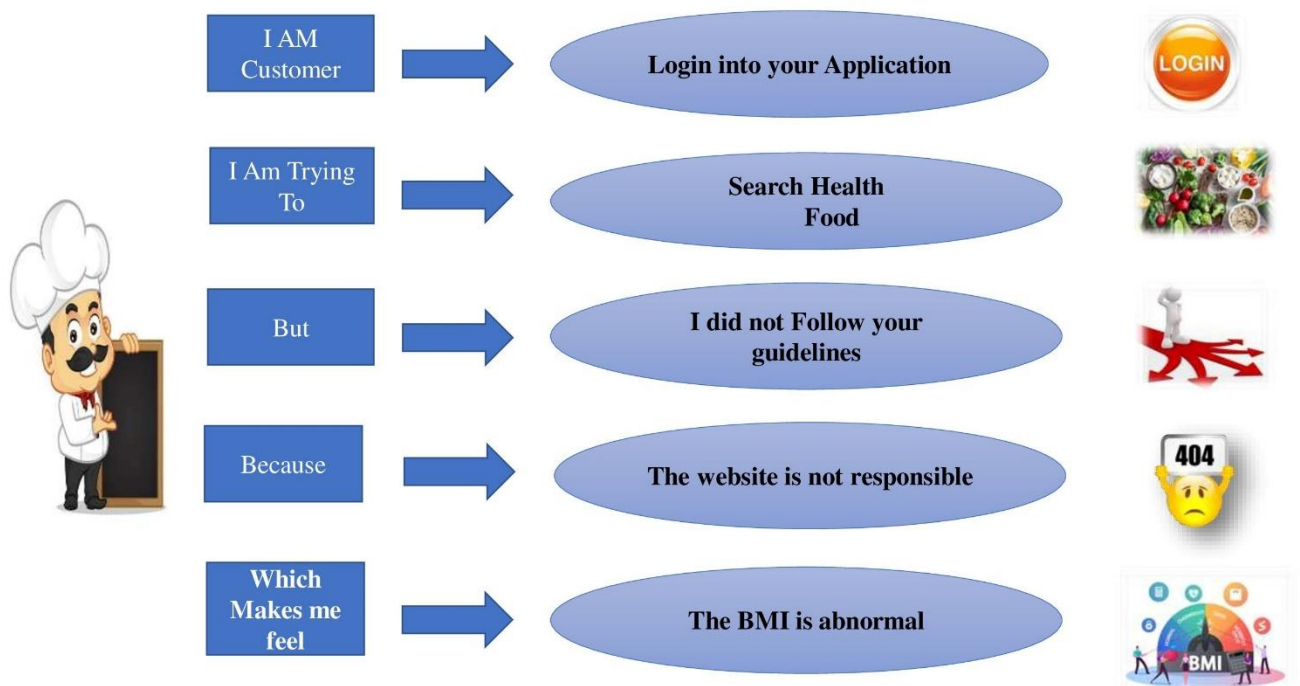 I AM
Customer
Login into your Application
LOGIN
I Am Trying
To
Search Health
Food
But
I did not Follow your
guidelines
Because
The website is not responsible
404
Which
Makes me
feel
The BMI is abnormal
BMI